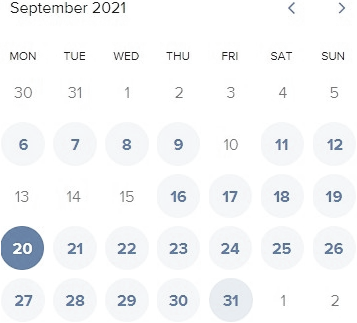 September 2021
MON TUE WED THU FRI SAT SUN
30 31 1 2 3 4 5
6 7 8 9 10 11 12
13 14 15 16 17 18 19
20 21 22 23 24 25 26
27 28 29 30 31 1 2